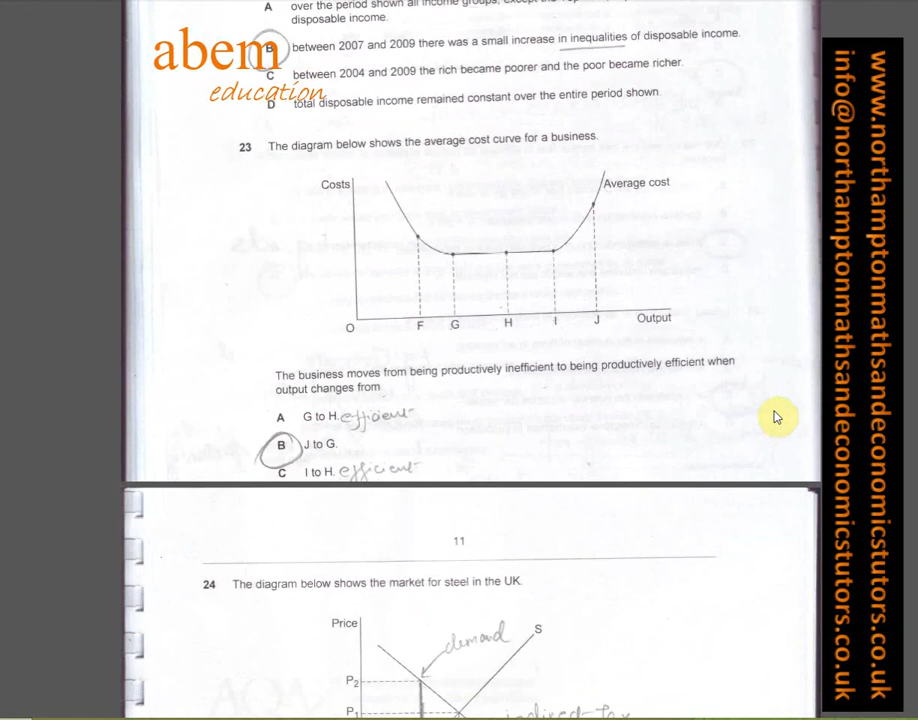 A over the period shown all income groups, except the
disposable income.
B between 2007 and 2009 there was a small increase in inequalities of disposable income.
abem
C between 2004 and 2009 the rich became poorer and the poor became richer.
education
D total disposable income remained constant over the entire period shown.
23 The diagram below shows the average cost curve for a business.
Costs
Average cost
O F G H I J Output
The business moves from being productively inefficient to being productively efficient when
output changes from
A G to H. efficient
B J to G.
C I to H. efficient
11
24 The diagram below shows the market for steel in the UK.
Price
demand
S
P2
P1
www.northamptonmathsandeconomicstutors.co.uk
info@northamptonmathsandeconomicstutors.co.uk